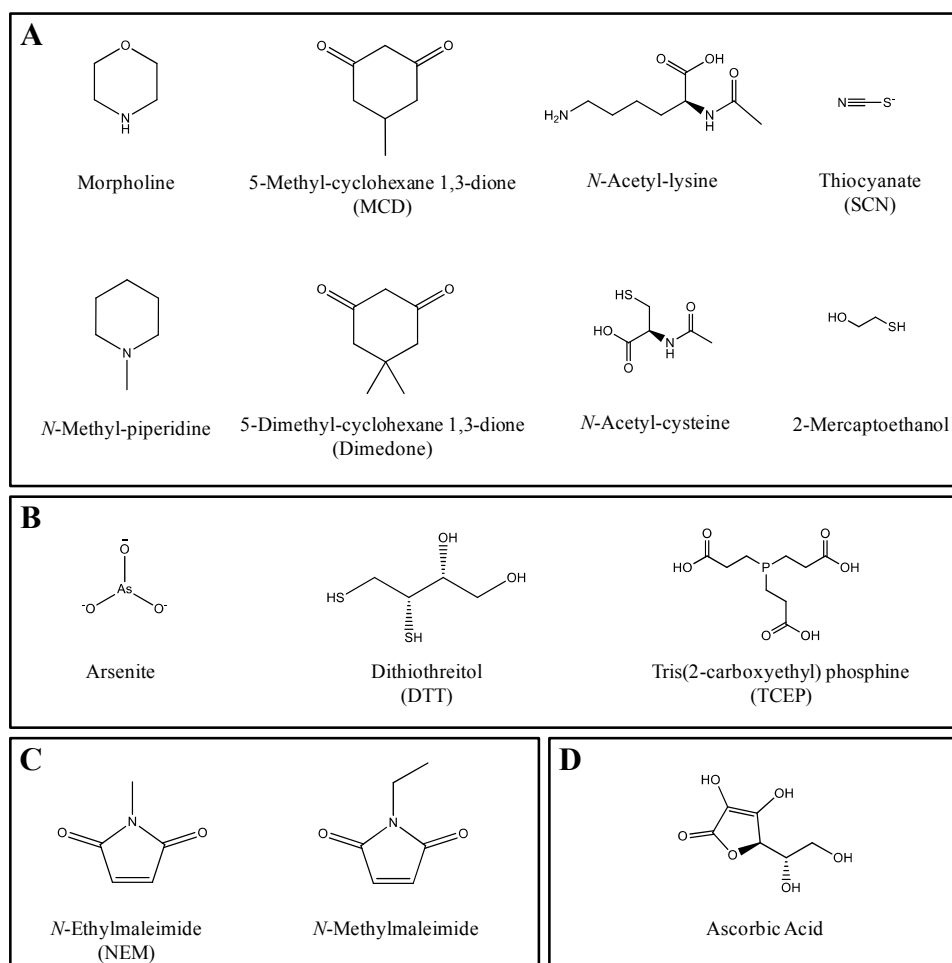 A
O
N
H
Morpholine
O O
5-Methyl-cyclohexane 1,3-dione
(MCD)
O OH O
H2N N
H
N-Acetyl-lysine
N S-
Thiocyanate
(SCN)
N
N-Methyl-piperidine
O O
5-Dimethyl-cyclohexane 1,3-dione
(Dimedone)
HS O
HO N
O H
N-Acetyl-cysteine
HO SH
2-Mercaptoethanol
B
-
O
As
-O O-
Arsenite
OH
OH
HS
SH
Dithiothreitol
(DTT)
O O
HO P OH
O OH
Tris(2-carboxyethyl) phosphine
(TCEP)
C
O N O
N-Ethylmaleimide
(NEM)
O N O
N-Methylmaleimide
D
HO OH
O
O OH
OH
Ascorbic Acid